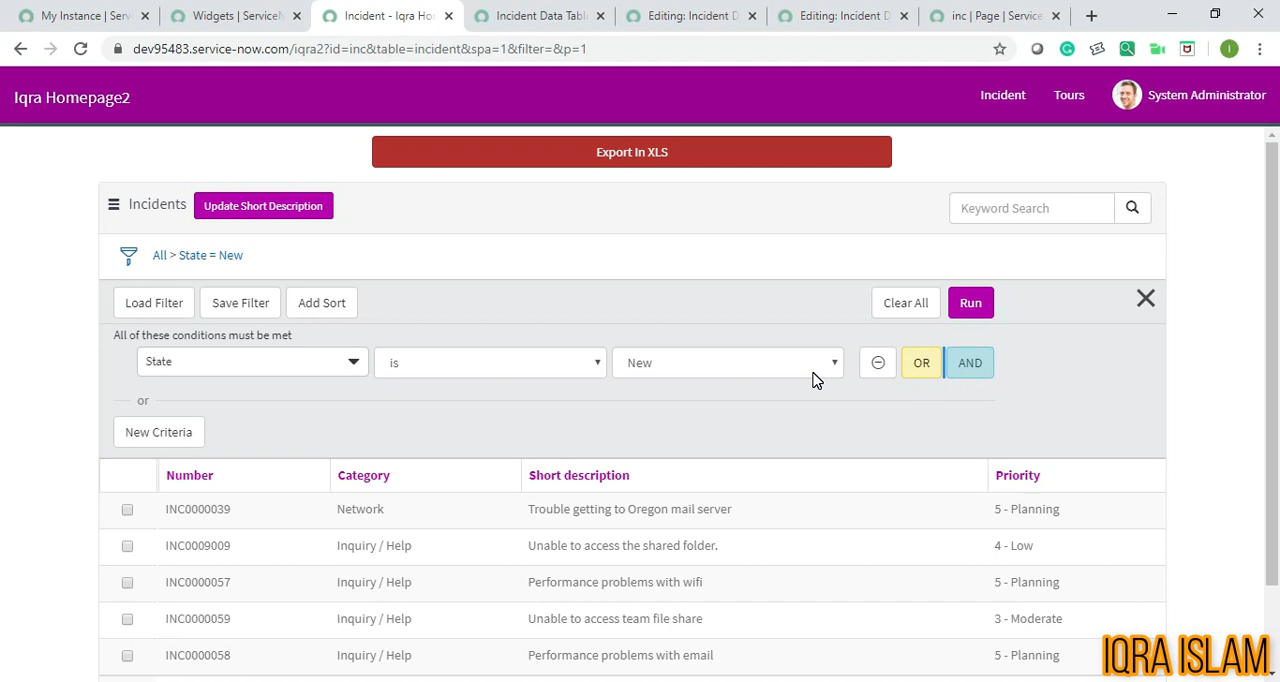 My Instance | Serv
Widgets | ServiceN
Incident - Iqra Ho
Incident Data Tab
Editing: Incident D
Editing: Incident D
inc | Page | Service
dev95483.service-now.com/iqra2?id=inc&table=incident&spa=1&filter=&p=1
I
Iqra Homepage2
Incident
Tours
System Administrator
Export In XLS
Incidents
Update Short Description
Keyword Search
All > State = New
Load Filter
Save Filter
Add Sort
Clear All
Run
All of these conditions must be met
State
is
New
OR
AND
or
New Criteria
Number Category Short description Priority
INC0000039 Network Trouble getting to Oregon mail server 5 - Planning
INC0009009 Inquiry / Help Unable to access the shared folder. 4 - Low
INC0000057 Inquiry / Help Performance problems with wifi 5 - Planning
INC0000059 Inquiry / Help Unable to access team file share 3 - Moderate
INC0000058 Inquiry / Help Performance problems with email 5 - Planning
IQRA ISLAM